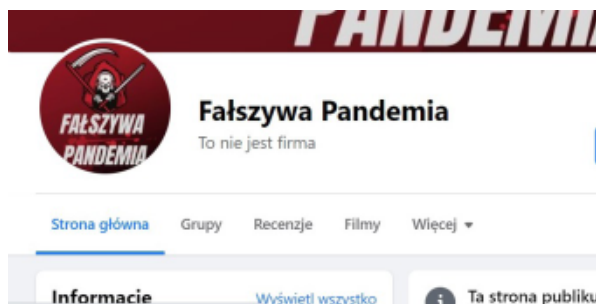 PANDEMIA
FAŁSZYWA
PANDEMIA
Fałszywa Pandemia
To nie jest firma
Strona główna
Grupy
Recenzje
Filmy
Więcej
Informacje
Wyświetl wszystko
Ta strona publiku